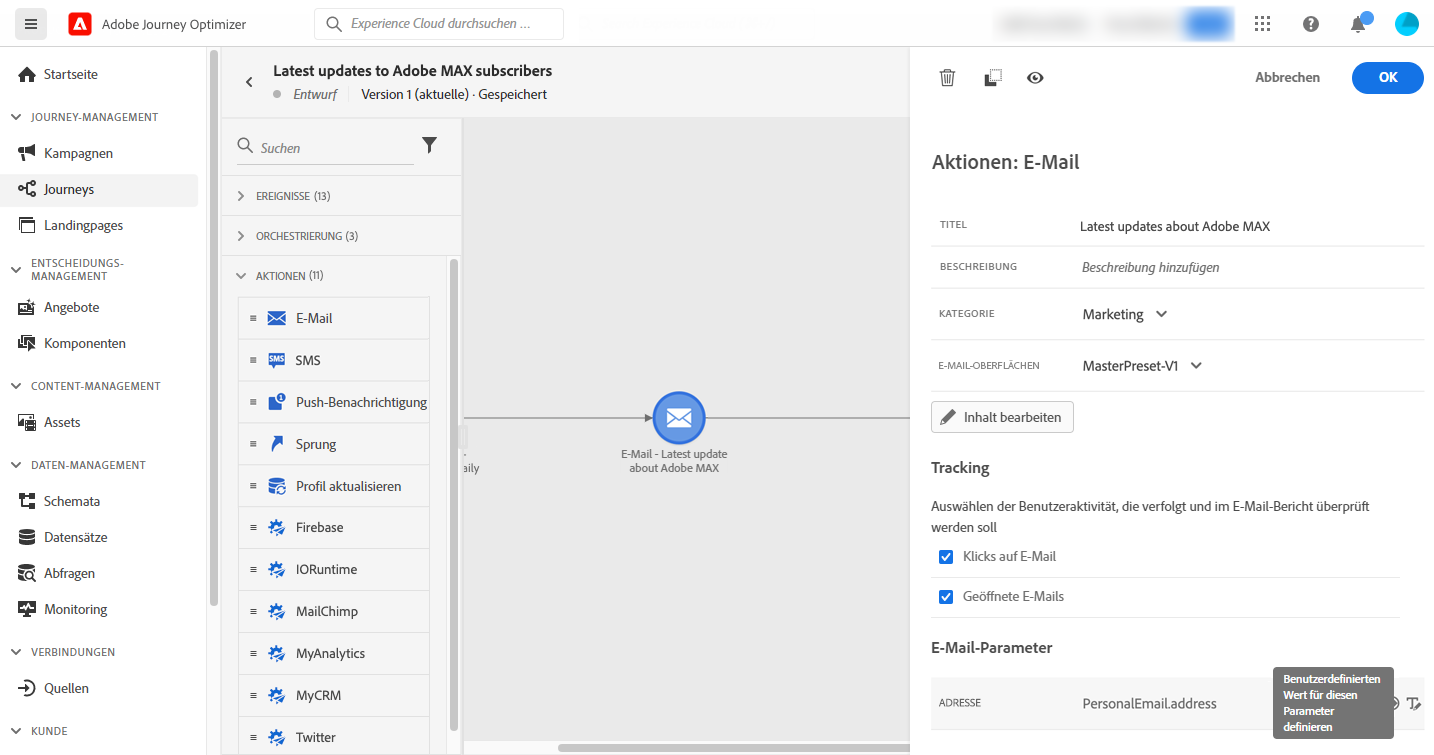 Adobe Journey Optimizer
Experience Cloud durchsuchen ...
Startseite
JOURNEY-MANAGEMENT
Kampagnen
Journeys
Landingpages
ENTSCHEIDUNGS-
MANAGEMENT
Angebote
Komponenten
CONTENT-MANAGEMENT
Assets
DATEN-MANAGEMENT
Schemata
Datensätze
Abfragen
Monitoring
VERBINDUNGEN
Quellen
KUNDE
Latest updates to Adobe MAX subscribers
Entwurf Version 1 (aktuelle) · Gespeichert
Suchen
EREIGNISSE (13)
ORCHESTRIERUNG (3)
AKTIONEN (11)
E-Mail
SMS SMS
1 Push-Benachrichtigung
Sprung
Profil aktualisieren
Firebase
IORuntime
MailChimp
MyAnalytics
MyCRM
Twitter
-
aily
E-Mail - Latest update
about Adobe MAX
Abbrechen OK
Aktionen: E-Mail
TITEL Latest updates about Adobe MAX
BESCHREIBUNG Beschreibung hinzufügen
KATEGORIE Marketing
E-MAIL-OBERFLÄCHEN MasterPreset-V1
Inhalt bearbeiten
Tracking
Auswählen der Benutzeraktivität, die verfolgt und im E-Mail-Bericht überprüft
werden soll
Klicks auf E-Mail
Geöffnete E-Mails
E-Mail-Parameter
ADRESSE PersonalEmail.address
Benutzerdefinierten
Wert für diesen
Parameter
definieren